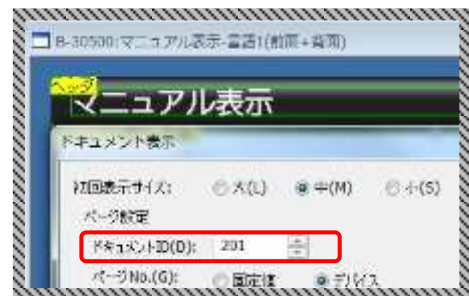 B-30500:マニュアル表示-言語1(前面+背面)
ヘッダ
マニュアル表示
ドキュメント表示
初回表示サイズ: 大(L) 中(M) 小(S)
ページ設定
ドキュメントID(D): 201
ページNo.(G): 固定値 デバイス